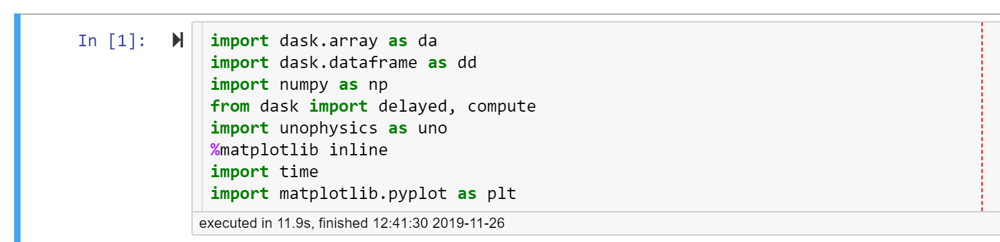 In [1]:
import dask.array as da
import dask.dataframe as dd
import numpy as np
from dask import delayed, compute
import unophysics as uno
%matplotlib inline
import time
import matplotlib.pyplot as plt
executed in 11.9s, finished 12:41:30 2019-11-26